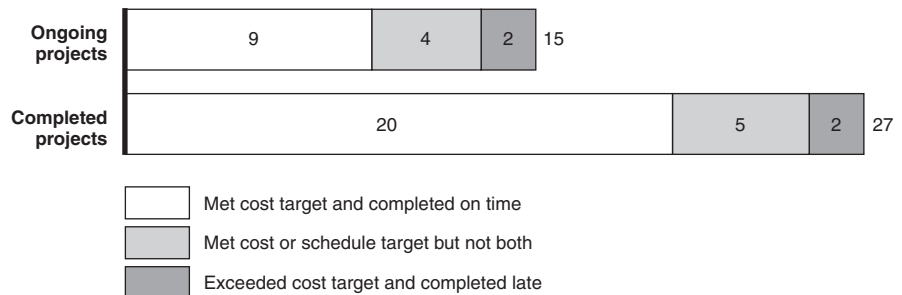 Ongoing
projects
9
4
2
15
Completed
projects
20
5
2
27
Met cost target and completed on time
Met cost or schedule target but not both
Exceeded cost target and completed late